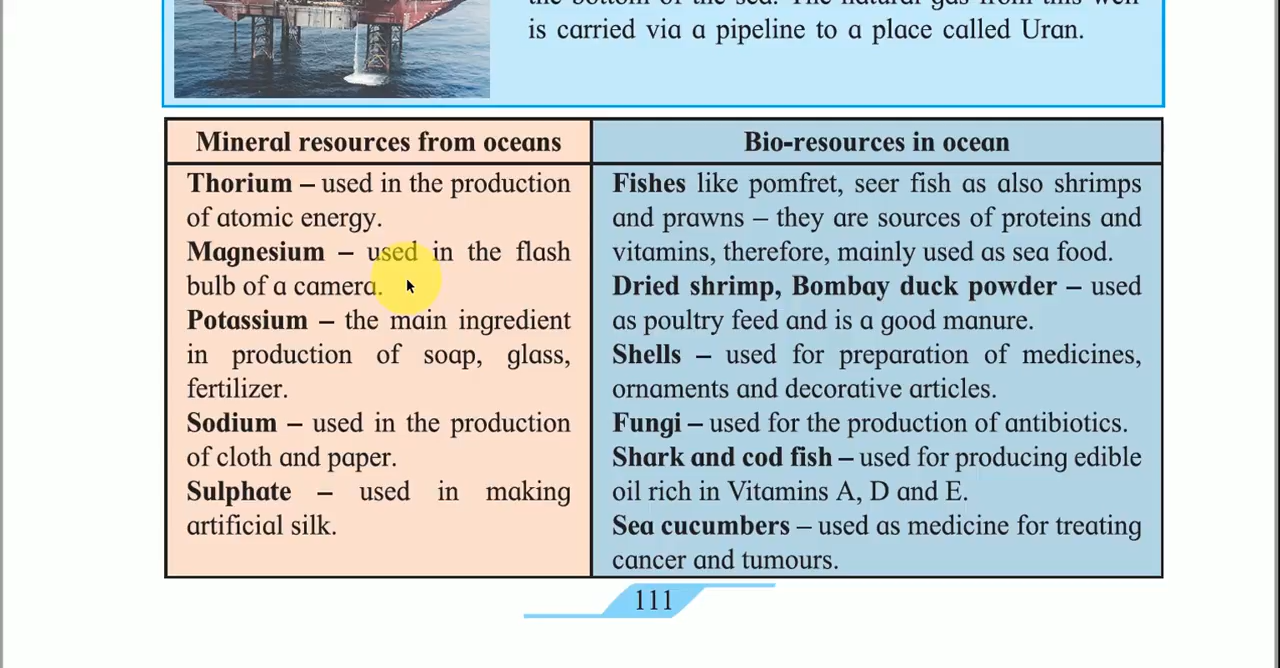 is carried via a pipeline to a place called Uran.
Mineral resources from oceans
Thorium – used in the production
of atomic energy.
Magnesium – used in the flash
bulb of a camera.
Potassium – the main ingredient
in production of soap, glass,
fertilizer.
Sodium – used in the production
of cloth and paper.
Sulphate – used in making
artificial silk.
Bio-resources in ocean
Fishes like pomfret, seer fish as also shrimps
and prawns – they are sources of proteins and
vitamins, therefore, mainly used as sea food.
Dried shrimp, Bombay duck powder – used
as poultry feed and is a good manure.
Shells – used for preparation of medicines,
ornaments and decorative articles.
Fungi – used for the production of antibiotics.
Shark and cod fish – used for producing edible
oil rich in Vitamins A, D and E.
Sea cucumbers – used as medicine for treating
cancer and tumours.
111